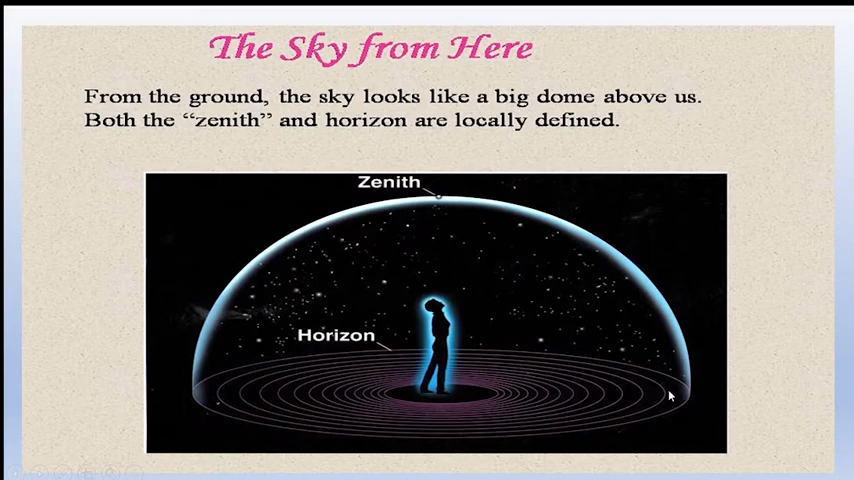 The Sky from Here
From the ground, the sky looks like a big dome above us.
Both the “zenith” and horizon are locally defined.
Zenith
Horizon